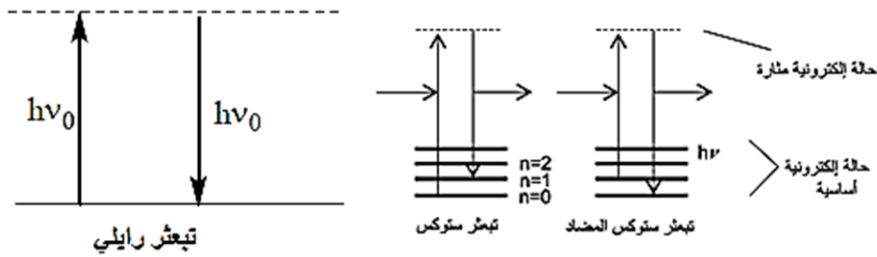 hν₀
hν₀
تبعثر رايلي
n=2
n=1
n=0
تبعثر ستوكس
hν
تبعثر ستوكس المضاد
حالة إلكترونية مثارة
حالة إلكترونية
أساسية